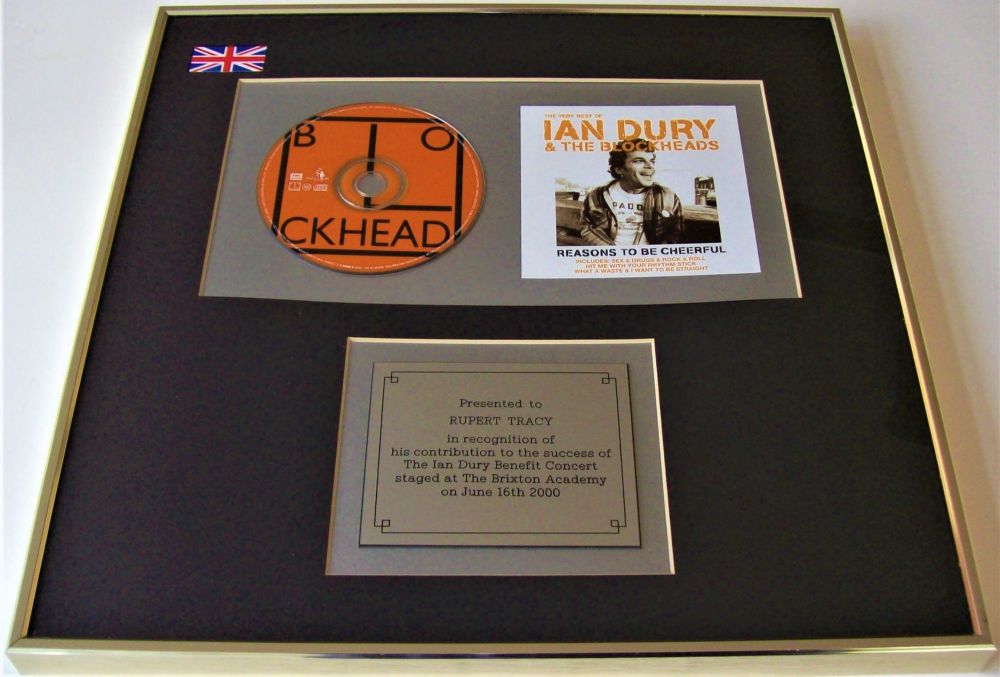 B L O
CKHEAD
THE VERY BEST OF
IAN DURY
& THE BLOCKHEADS
REASONS TO BE CHEERFUL
INCLUDES: SEX & DRUGS & ROCK & ROLL
HIT ME WITH YOUR RHYTHM STICK
WHAT A WASTE & I WANT TO BE STRAIGHT
Presented to
RUPERT TRACY
in recognition of
his contribution to the success of
The Ian Dury Benefit Concert
staged at The Brixton Academy
on June 16th 2000